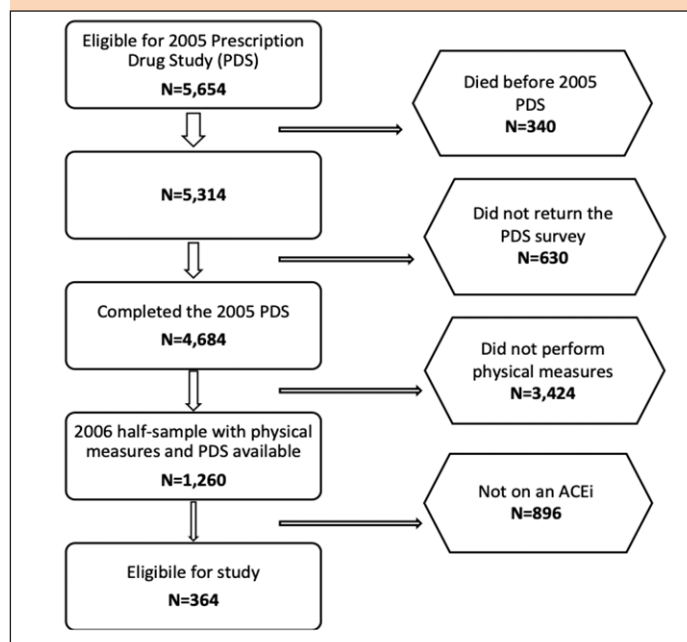 Eligible for 2005 Prescription
Drug Study (PDS)
N=5,654
Died before 2005
PDS
N=340
N=5,314
Did not return the
PDS survey
N=630
Completed the 2005 PDS
N=4,684
Did not perform
physical measures
N=3,424
2006 half-sample with physical
measures and PDS available
N=1,260
Not on an ACEi
N=896
Eligibile for study
N=364